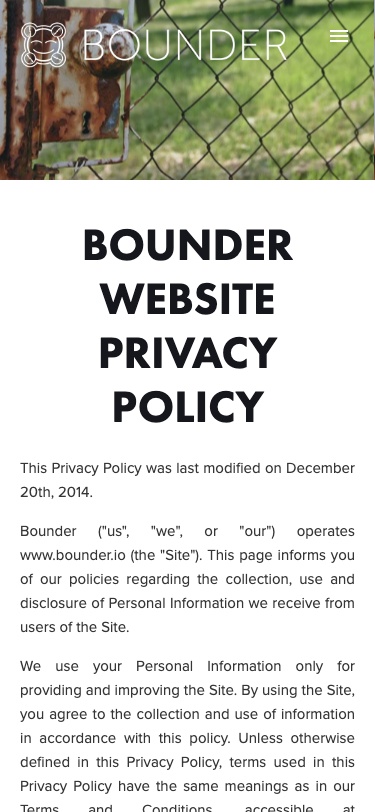 BOUNDER
BOUNDER
WEBSITE
PRIVACY
POLICY
This Privacy Policy was last modified on December
20th, 2014.
Bounder ("us", "we", or "our") operates
www.bounder.io (the "Site"). This page informs you
of our policies regarding the collection, use and
disclosure of Personal Information we receive from
users of the Site.
We use your Personal Information only for
providing and improving the Site. By using the Site,
you agree to the collection and use of information
in accordance with this policy. Unless otherwise
defined in this Privacy Policy, terms used in this
Privacy Policy have the same meanings as in our
Terms and Conditions, accessible at